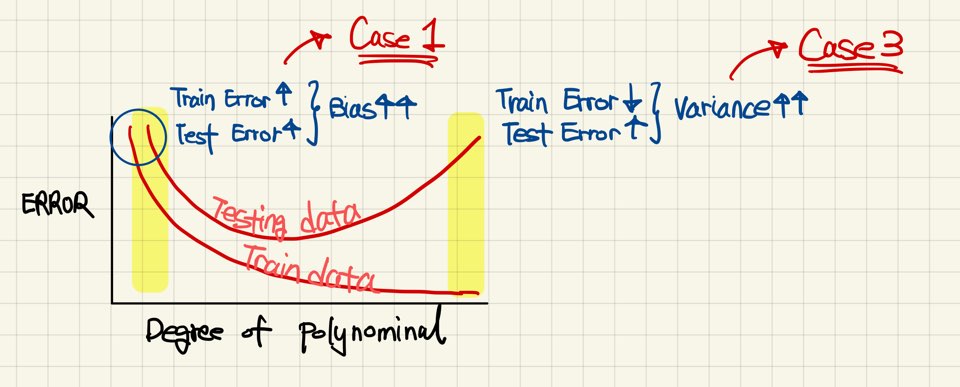 Case 1
Case 3
Train Error ↑
Test Error ↑
} Bias ↑↑
Train Error ↓
Test Error ↑
} Variance ↑↑
ERROR
Testing data
Train data
Degree of polynominal